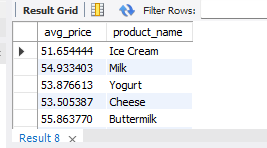 Result Grid Filter Rows:
avg_price product_name
51.654444 Ice Cream
54.933403 Milk
53.876613 Yogurt
53.505387 Cheese
55.863770 Buttermilk
Result 8 ×